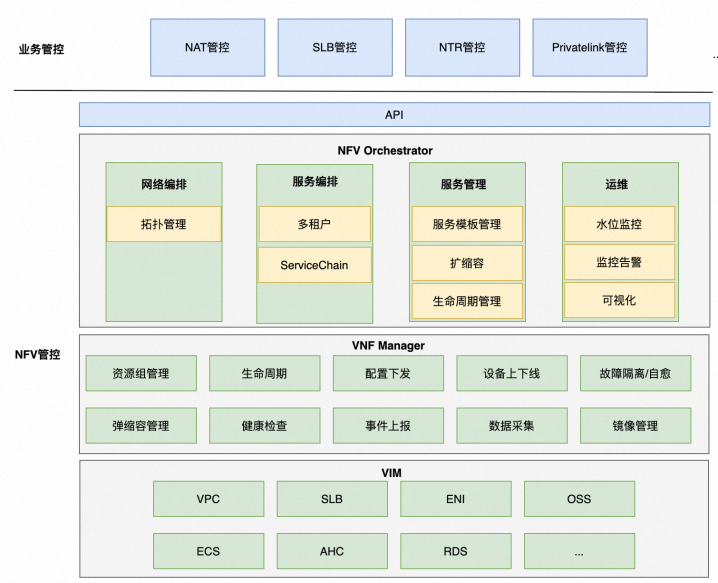 业务管控
NAT管控
SLB管控
NTR管控
Privatelink管控
...
API
NFV Orchestrator
网络编排
服务编排
服务管理
运维
拓扑管理
多租户
服务模板管理
水位监控
ServiceChain
扩缩容
监控告警
生命周期管理
可视化
NFV管控
VNF Manager
资源组管理
生命周期
配置下发
设备上下线
故障隔离/自愈
弹缩容管理
健康检查
事件上报
数据采集
镜像管理
VIM
VPC
SLB
ENI
OSS
ECS
AHC
RDS
...